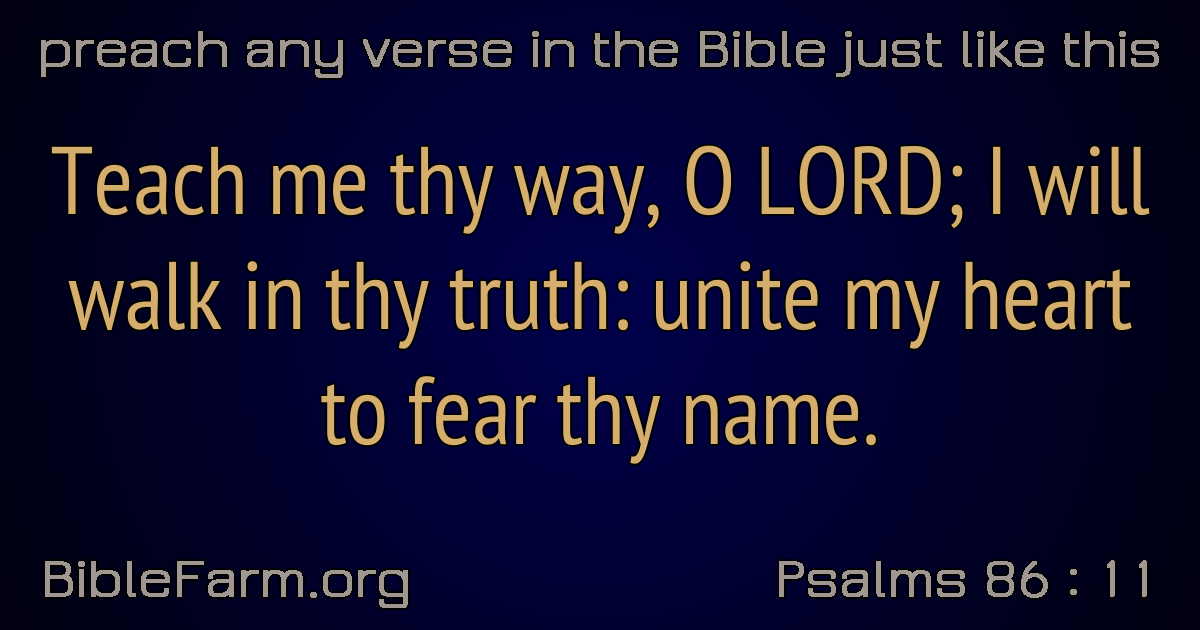 preach any verse in the Bible just like this
Teach me thy way, O LORD; I will
walk in thy truth: unite my heart
to fear thy name.
BibleFarm.org
Psalms 86 : 11